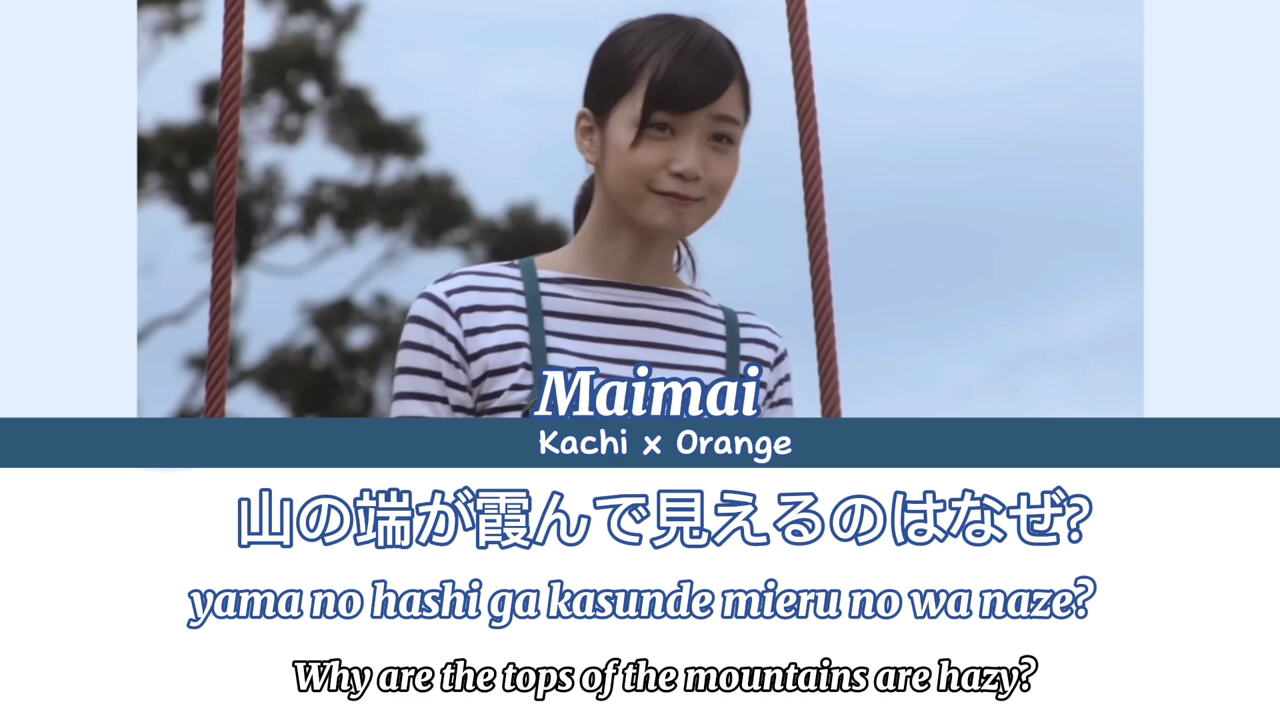 Maimai
Kachi x Orange
山の端が霞んで見えるのはなぜ?
yama no hashi ga kasunde mieru no wa naze?
Why are the tops of the mountains are hazy?